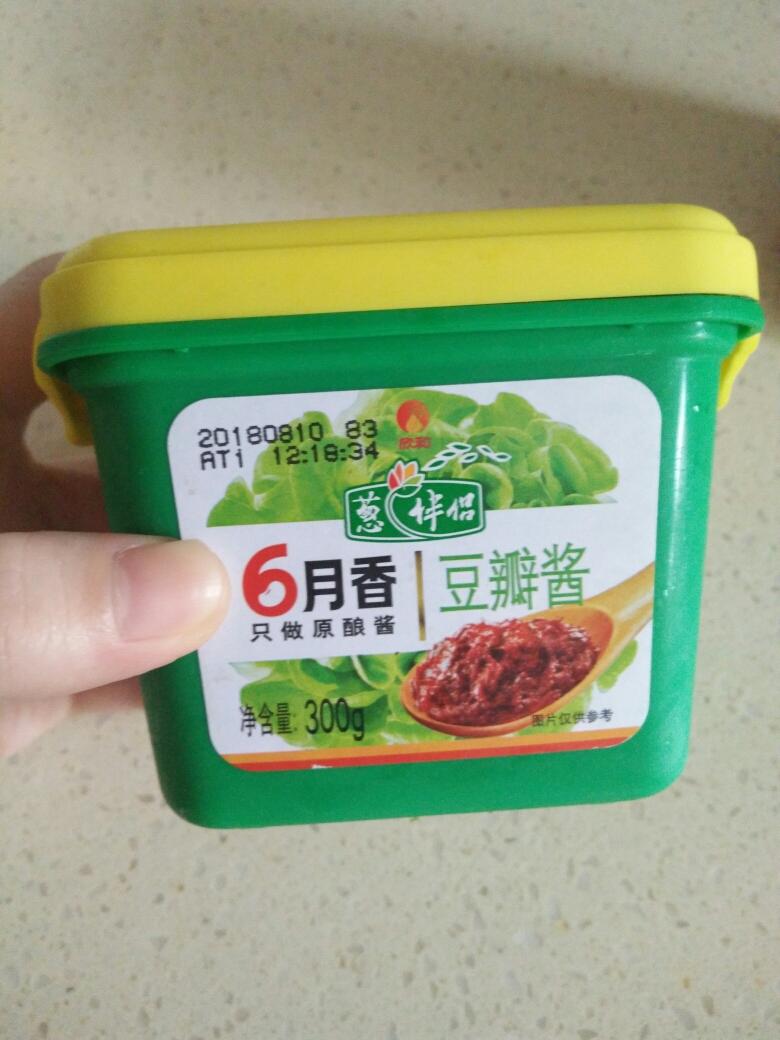 20180810 83
AT1 12:18:34
欣和
葱伴侣
6月香
豆瓣酱
只做原酿酱
净含量: 300g
图片仅供参考